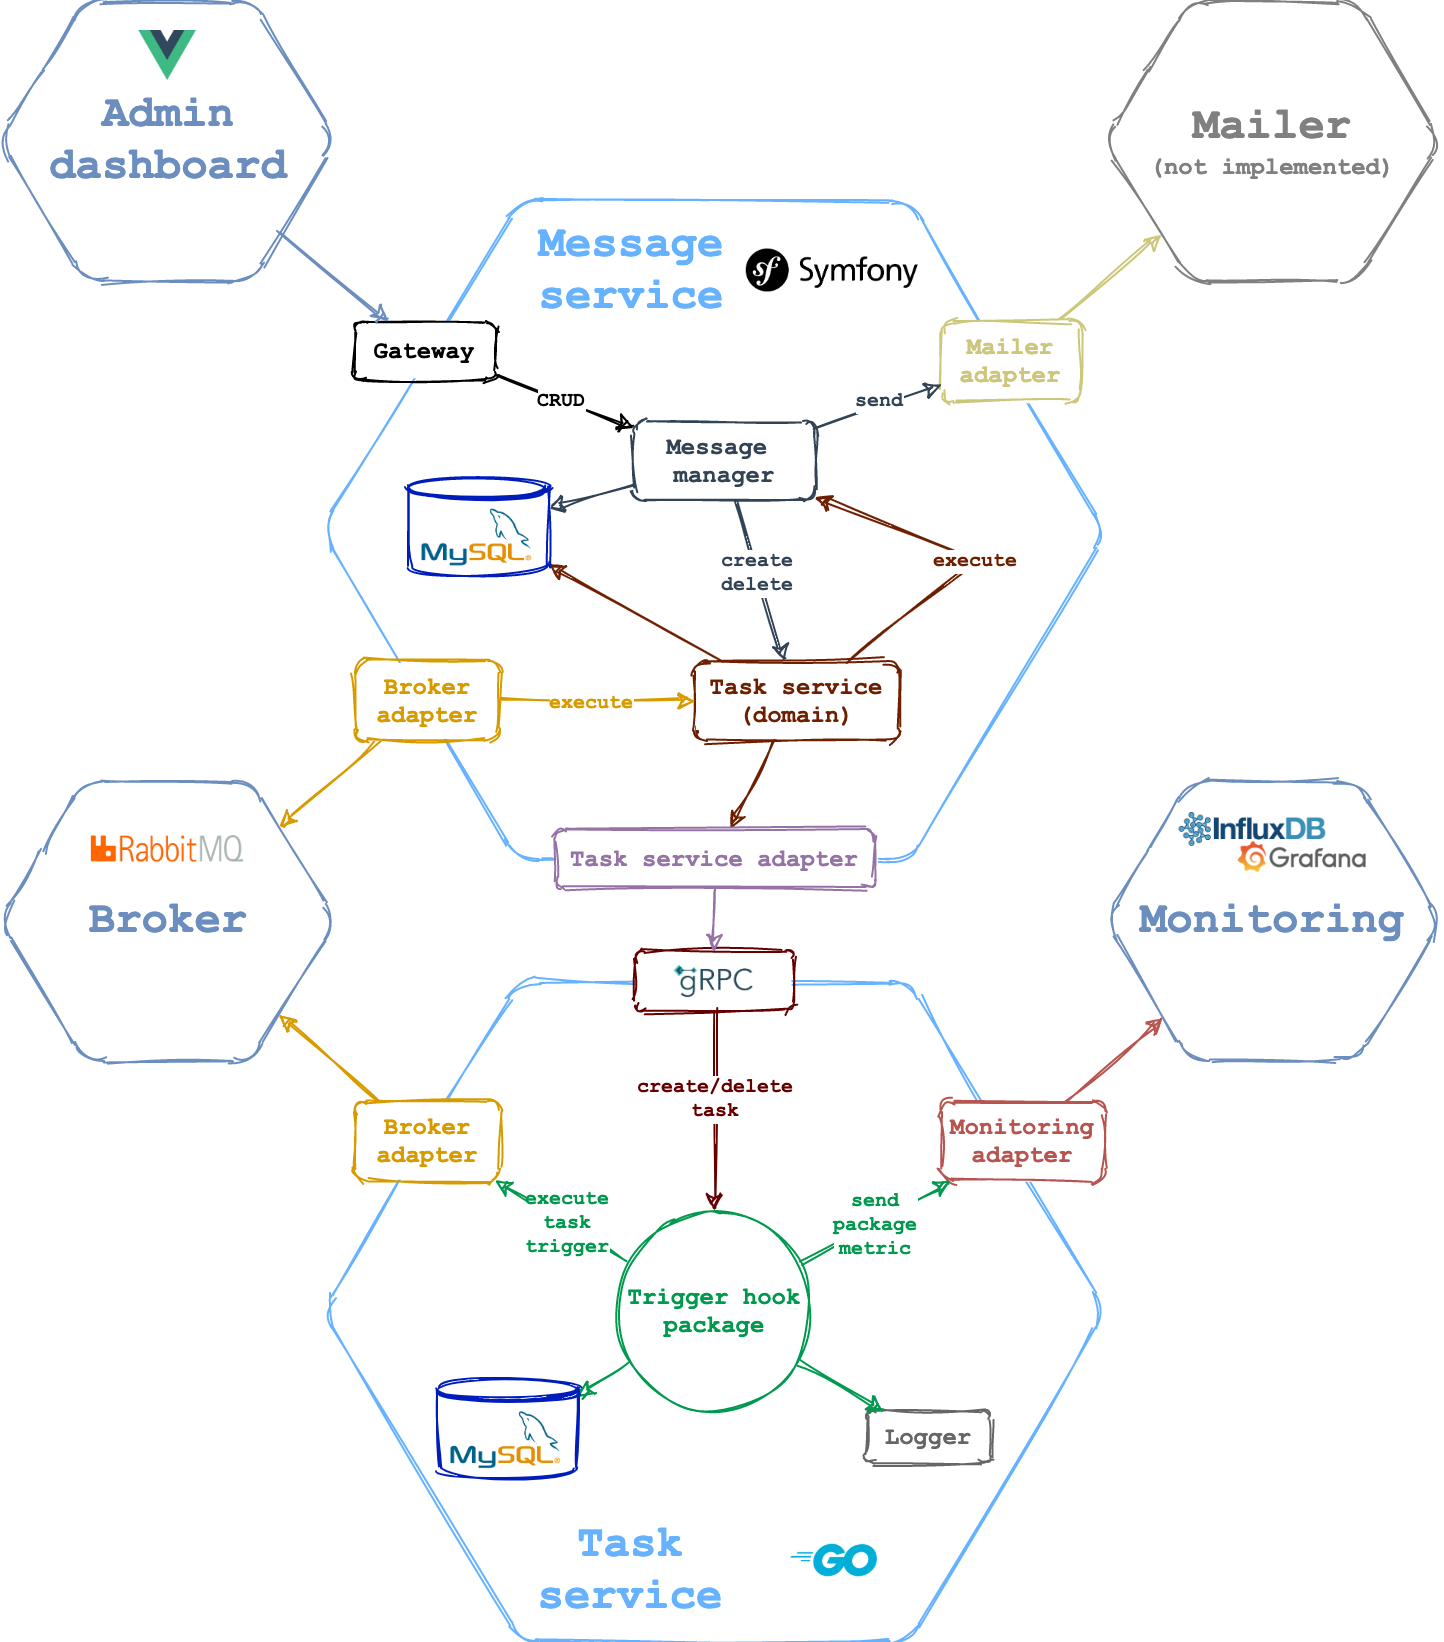 Admin
dashboard
Mailer
(not implemented)
Message
service
sf Symfony
Gateway
Mailer
adapter
CRUD
send
Message
manager
MySQL®
create
delete
execute
Broker
adapter
execute
Task service
(domain)
RabbitMQ
Broker
Task service adapter
InfluxDB
Grafana
Monitoring
gRPC
create/delete
task
Broker
adapter
Monitoring
adapter
execute
task
trigger
send
package
metric
Trigger hook
package
MySQL®
Logger
Task
service
GO